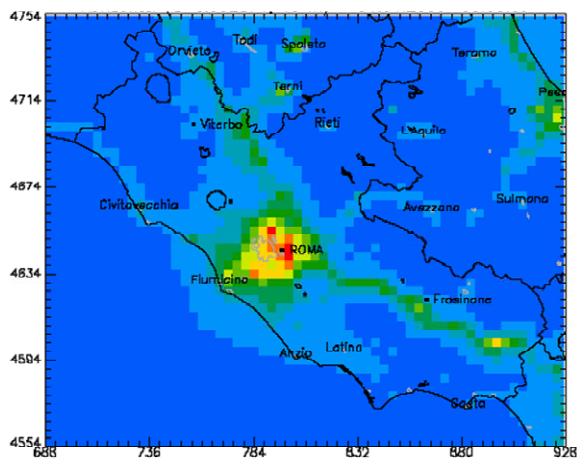 4754
Orvieto Todi Spoleto Teramo
Terni
4714
Viterbo Rieti L'Aquila
4674
Civitavecchia Avezzano Sulmona
ROMA
4634
Fiumicino Frosinone
4594
Anzio Latina
Gaeta
4554
688 736 784 832 880 928